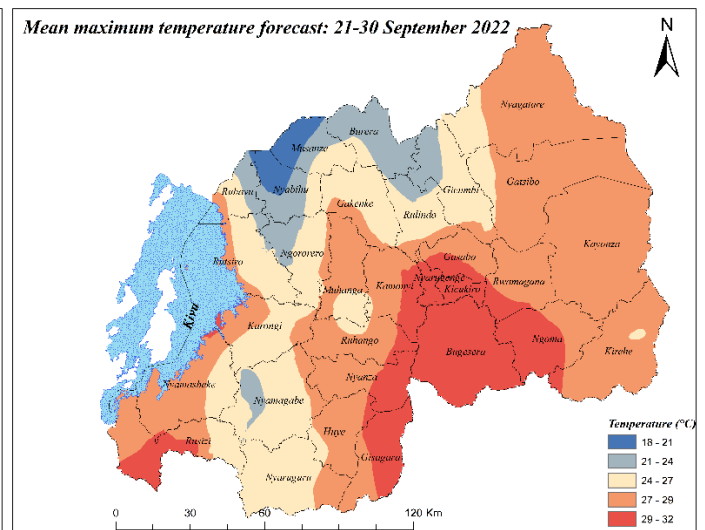 Mean maximum temperature forecast: 21-30 September 2022
N
Nyagatare
Burera
Musanze
Gatsibo
Rubavu
Nyabihu
Gicumbi
Gakenke
Rulindo
Kayonza
Rutsiro
Ngororero
Gasabo
Nyarugenge
Rwamagana
Muhanga
Kamonyi
Kicukiro
Kivu
Karongi
Ruhango
Bugesera
Ngoma
Kirehe
Nyamasheke
Nyanza
Nyamagabe
Rusizi
Huye
Gisagara
Nyaruguru
Temperature (°C)
18 - 21
21 - 24
24 - 27
27 - 29
29 - 32
0 30 60 120 Km